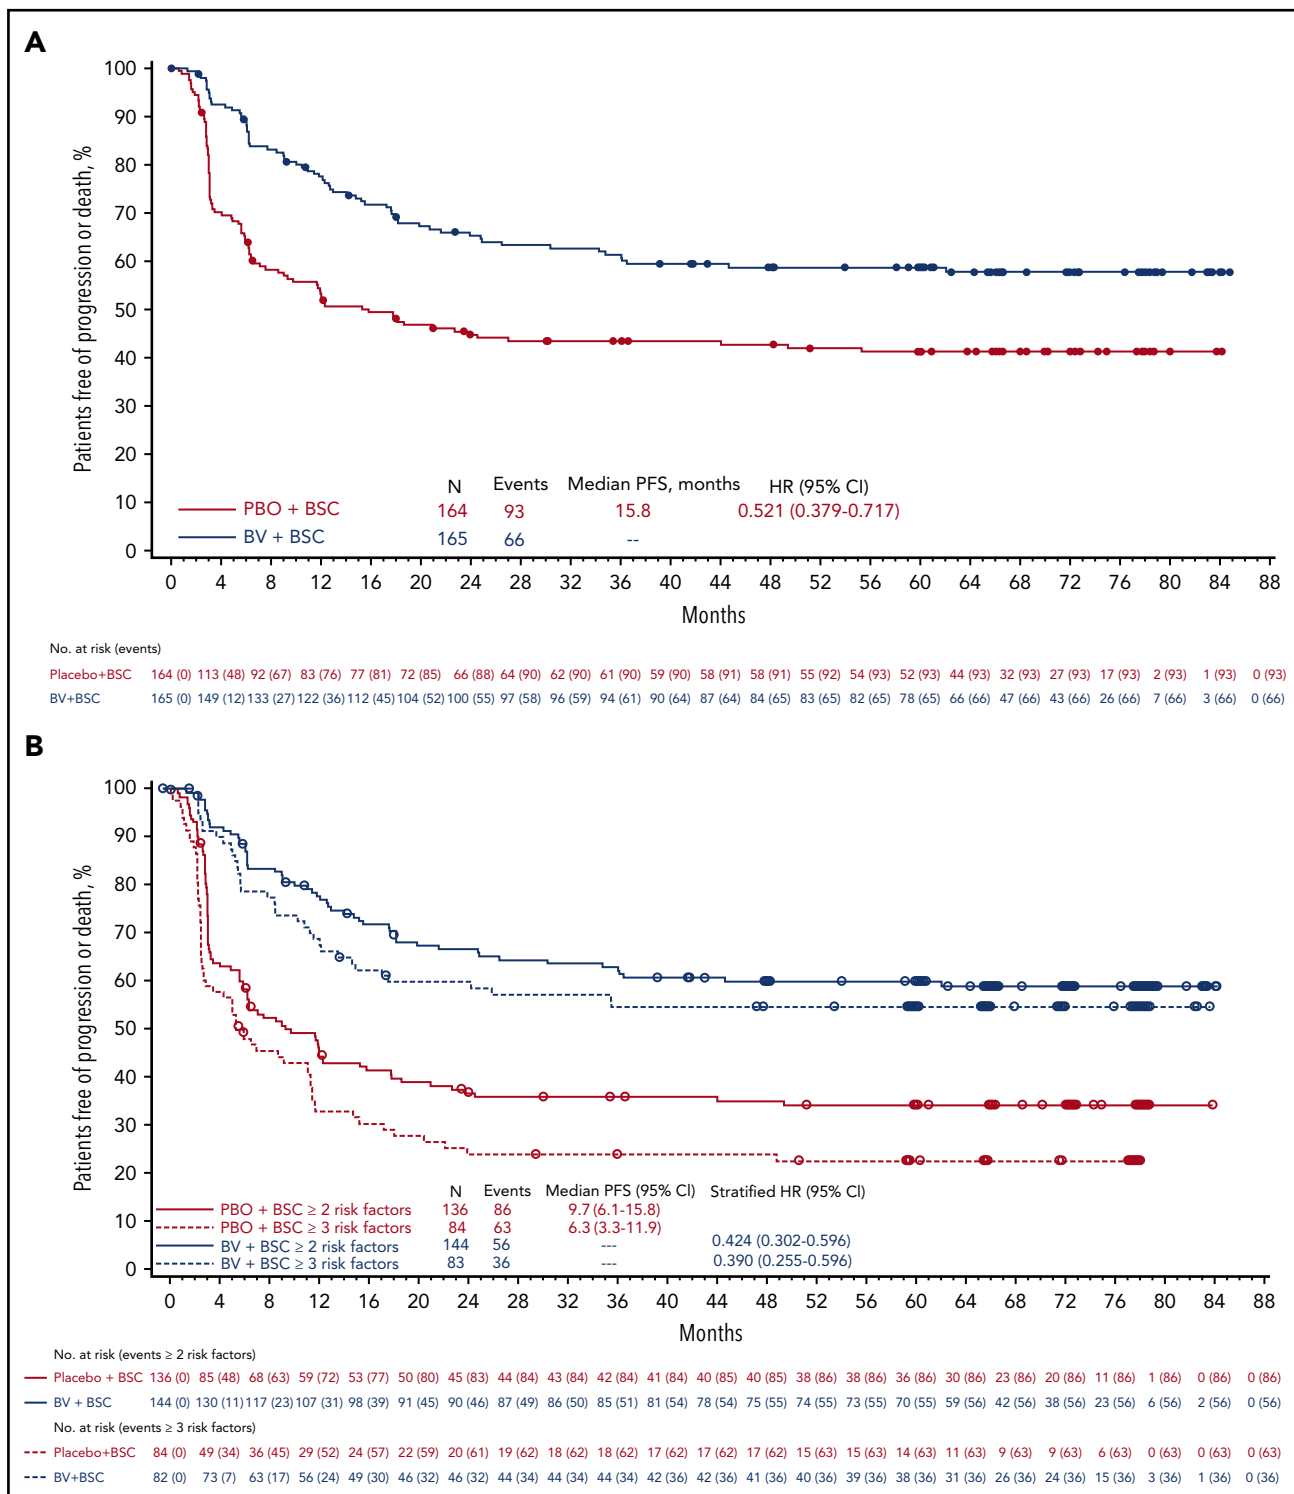 A
Patients free of progression or death, %
100
90
80
70
60
50
40
30
20
10
0
N Events Median PFS, months HR (95% CI)
PBO + BSC 164 93 15.8 0.521 (0.379-0.717)
BV + BSC 165 66 --
0 4 8 12 16 20 24 28 32 36 40 44 48 52 56 60 64 68 72 76 80 84 88
Months
No. at risk (events)
Placebo+BSC 164 (0) 113 (48) 92 (67) 83 (76) 77 (81) 72 (85) 66 (88) 64 (90) 62 (90) 61 (90) 59 (90) 58 (91) 58 (91) 55 (92) 54 (93) 52 (93) 44 (93) 32 (93) 27 (93) 17 (93) 2 (93) 1 (93) 0 (93)
BV+BSC 165 (0) 149 (12) 133 (27) 122 (36) 112 (45) 104 (52) 100 (55) 97 (58) 96 (59) 94 (61) 90 (64) 87 (64) 84 (65) 83 (65) 82 (65) 78 (65) 66 (66) 47 (66) 43 (66) 26 (66) 7 (66) 3 (66) 0 (66)
B
Patients free of progression or death, %
100
90
80
70
60
50
40
30
20
10
0
N Events Median PFS (95% CI) Stratified HR (95% CI)
PBO + BSC ≥ 2 risk factors 136 86 9.7 (6.1-15.8)
PBO + BSC ≥ 3 risk factors 84 63 6.3 (3.3-11.9)
BV + BSC ≥ 2 risk factors 144 56 --- 0.424 (0.302-0.596)
BV + BSC ≥ 3 risk factors 83 36 --- 0.390 (0.255-0.596)
0 4 8 12 16 20 24 28 32 36 40 44 48 52 56 60 64 68 72 76 80 84 88
Months
No. at risk (events ≥ 2 risk factors)
Placebo + BSC 136 (0) 85 (48) 68 (63) 59 (72) 53 (77) 50 (80) 45 (83) 44 (84) 43 (84) 42 (84) 41 (84) 40 (85) 40 (85) 38 (86) 38 (86) 36 (86) 30 (86) 23 (86) 20 (86) 11 (86) 1 (86) 0 (86) 0 (86)
BV + BSC 144 (0) 130 (11) 117 (23) 107 (31) 98 (39) 91 (45) 90 (46) 87 (49) 86 (50) 85 (51) 81 (54) 78 (54) 75 (55) 74 (55) 73 (55) 70 (55) 59 (56) 42 (56) 38 (56) 23 (56) 6 (56) 2 (56) 0 (56)
No. at risk (events ≥ 3 risk factors)
Placebo+BSC 84 (0) 49 (34) 36 (45) 29 (52) 24 (57) 22 (59) 20 (61) 19 (62) 18 (62) 18 (62) 17 (62) 17 (62) 17 (62) 15 (63) 15 (63) 14 (63) 11 (63) 9 (63) 9 (63) 6 (63) 0 (63) 0 (63) 0 (63)
BV+BSC 82 (0) 73 (7) 63 (17) 56 (24) 49 (30) 46 (32) 46 (32) 44 (34) 44 (34) 44 (34) 42 (36) 42 (36) 41 (36) 40 (36) 39 (36) 38 (36) 31 (36) 26 (36) 24 (36) 15 (36) 3 (36) 1 (36) 0 (36)